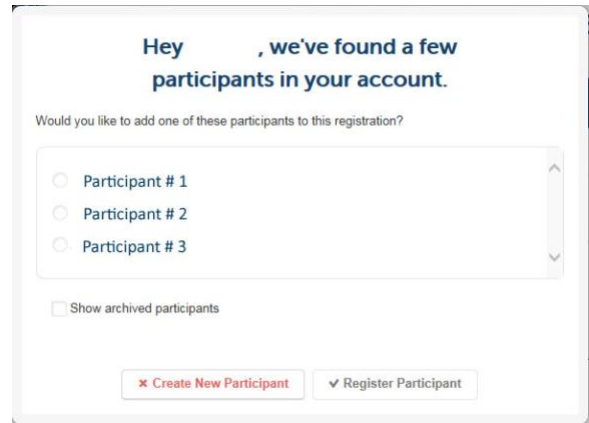 Hey , we've found a few
participants in your account.
Would you like to add one of these participants to this registration?
Participant # 1
Participant # 2
Participant # 3
Show archived participants
× Create New Participant
✔ Register Participant